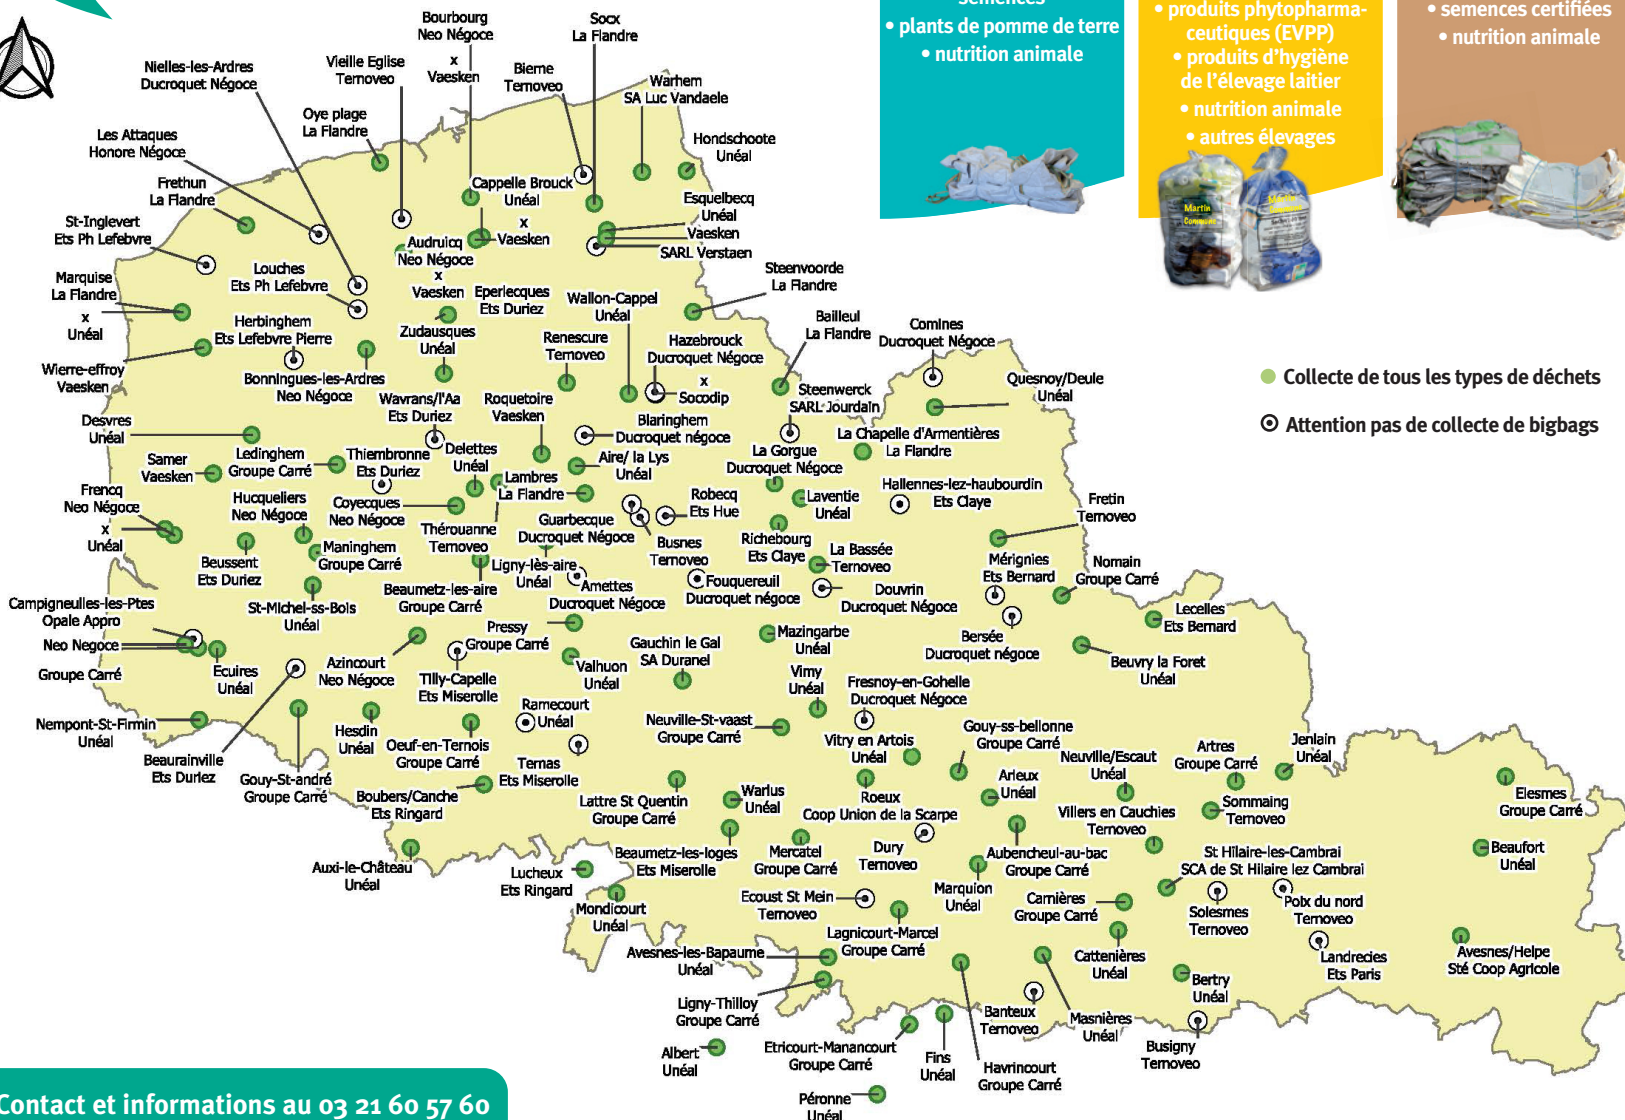 semences
• plants de pomme de terre
• nutrition animale
• produits phytopharma-
ceutiques (EVPP)
• produits d'hygiène
de l'élevage laitier
• nutrition animale
• autres élevages
• semences certifiées
• nutrition animale
Martin
Commune
Collecte de tous les types de déchets
Attention pas de collecte de bigbags
Bourbourg
Neo Négoce
x
Vaesken
Socx
La Flandre
Vieille Eglise
Ternoveo
Bierne
Ternoveo
Nielles-les-Ardres
Ducroquet Négoce
Warhem
SA Luc Vandaele
Oye plage
La Flandre
Les Attaques
Honore Négoce
Hondschoote
Unéal
Frethun
La Flandre
Cappelle Brouck
Unéal
x
Vaesken
Esquelbecq
Unéal
Vaesken
SARL Verstaen
St-Inglevert
Ets Ph Lefebvre
Audruicq
Neo Négoce
x
Vaesken
Louches
Ets Ph Lefebvre
Steenvoorde
La Flandre
Marquise
La Flandre
x
Unéal
Eperlecques
Ets Duriez
Wallon-Cappel
Unéal
Herbinghem
Ets Lefebvre Pierre
Zudausques
Unéal
Renescure
Ternoveo
Hazebrouck
Ducroquet Négoce
x
Socodip
Bailleul
La Flandre
Comines
Ducroquet Négoce
Wierre-effroy
Vaesken
Bonningues-les-Ardres
Neo Négoce
Quesnoy/Deule
Unéal
Wavrans/l'Aa
Ets Duriez
Roquetoire
Vaesken
Steenwerck
SARL Jourdain
Desvres
Unéal
Blaringhem
Ducroquet négoce
La Chapelle d'Armentières
La Flandre
Samer
Vaesken
Ledinghem
Groupe Carré
Thiembronne
Ets Duriez
Delettes
Unéal
Aire/ la Lys
Unéal
La Gorgue
Ducroquet Négoce
Lambres
La Flandre
Hallennes-lez-haubourdin
Ets Claye
Frencq
Neo Négoce
x
Unéal
Hucqueliers
Neo Négoce
Coyecques
Neo Négoce
Robecq
Ets Hue
Laventie
Unéal
Fretin
Ternoveo
Thérouanne
Ternoveo
Guarbecque
Ducroquet Négoce
Busnes
Ternoveo
Richebourg
Ets Claye
Maninghem
Groupe Carré
La Bassée
Ternoveo
Beussent
Ets Duriez
Ligny-lès-aire
Unéal
Mérignies
Ets Bernard
Nomain
Groupe Carré
Beaumetz-les-aire
Groupe Carré
Amettes
Ducroquet Négoce
Fouquereuil
Ducroquet négoce
Douvrin
Ducroquet Négoce
St-Michel-ss-Bois
Unéal
Campigneulles-les-Ptes
Opale Appro
Neo Negoce
Groupe Carré
Lecelles
Ets Bernard
Pressy
Groupe Carré
Mazingarbe
Unéal
Bersée
Ducroquet négoce
Gauchin le Gal
SA Duranel
Beuvry la Foret
Unéal
Ecuires
Unéal
Azincourt
Neo Négoce
Tilly-Capelle
Ets Miserolle
Valhuon
Unéal
Vimy
Unéal
Fresnoy-en-Gohelle
Ducroquet Négoce
Ramecourt
Unéal
Nempont-St-Firmin
Unéal
Neuville-St-vaast
Groupe Carré
Gouy-ss-bellonne
Groupe Carré
Hesdin
Unéal
Oeuf-en-Ternois
Groupe Carré
Vitry en Artois
Unéal
Jenlain
Unéal
Artres
Groupe Carré
Neuville/Escaut
Unéal
Beaurainville
Ets Duriez
Ternas
Ets Miserolle
Gouy-St-andré
Groupe Carré
Arleux
Unéal
Boubers/Canche
Ets Ringard
Lattre St Quentin
Groupe Carré
Warlus
Unéal
Roeux
Coop Union de la Scarpe
Villers en Cauchies
Ternoveo
Sommaing
Ternoveo
Elesmes
Groupe Carré
Beaumetz-les-loges
Ets Miserolle
Mercatel
Groupe Carré
Dury
Ternoveo
Aubencheul-au-bac
Groupe Carré
St Hilaire-les-Cambrai
SCA de St Hilaire lez Cambrai
Beaufort
Unéal
Auxi-le-Château
Unéal
Lucheux
Ets Ringard
Marquion
Unéal
Ecoust St Mein
Ternoveo
Carnières
Groupe Carré
Solesmes
Ternoveo
Poix du nord
Ternoveo
Mondicourt
Unéal
Lagnicourt-Marcel
Groupe Carré
Avesnes-les-Bapaume
Unéal
Cattenières
Unéal
Landrecies
Ets Paris
Avesnes/Helpe
Sté Coop Agricole
Bertry
Unéal
Ligny-Thilloy
Groupe Carré
Banteux
Ternoveo
Masnières
Unéal
Albert
Unéal
Etricourt-Manancourt
Groupe Carré
Fins
Unéal
Havrincourt
Groupe Carré
Busigny
Ternoveo
Péronne
Unéal
Contact et informations au 03 21 60 57 60